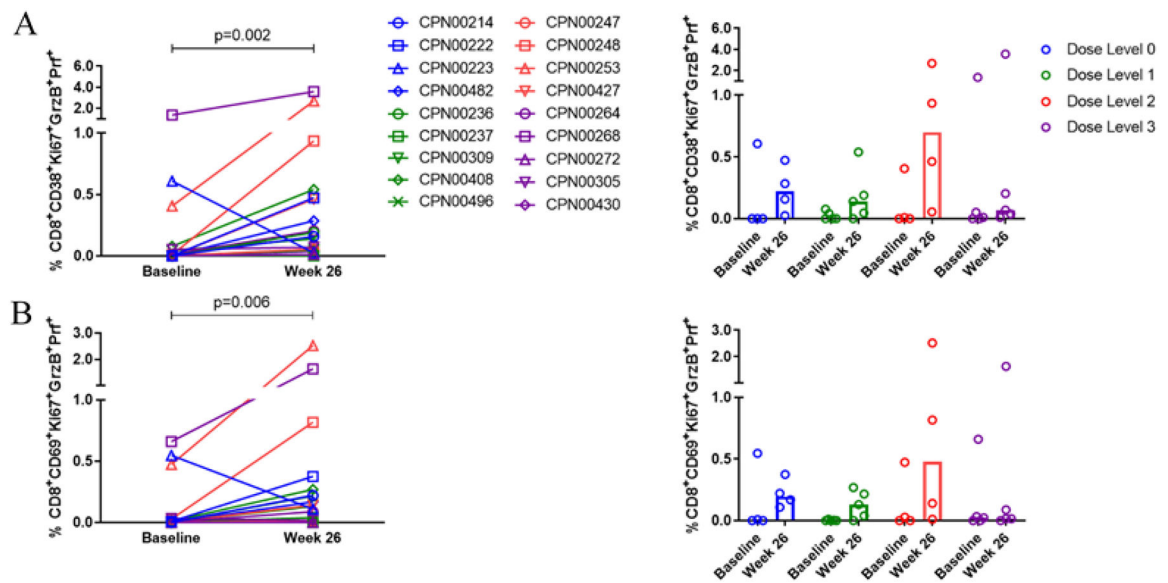 A
p=0.002
% CD8⁺CD38⁺Ki67⁺GrzB⁺Prf⁺
6.0
4.0
2.0
1.0
0.5
0.0
Baseline Week 26
CPN00214 CPN00247
CPN00222 CPN00248
CPN00223 CPN00253
CPN00482 CPN00427
CPN00236 CPN00264
CPN00237 CPN00268
CPN00309 CPN00272
CPN00408 CPN00305
CPN00496 CPN00430
% CD8⁺CD38⁺Ki67⁺GrzB⁺Prf⁺
6.0
4.0
2.0
1.0
0.5
0.0
Baseline Week 26 Baseline Week 26 Baseline Week 26 Baseline Week 26
Dose Level 0
Dose Level 1
Dose Level 2
Dose Level 3
B
p=0.006
% CD8⁺CD69⁺Ki67⁺GrzB⁺Prf⁺
3.0
2.0
1.0
1.0
0.5
0.0
Baseline Week 26
% CD8⁺CD69⁺Ki67⁺GrzB⁺Prf⁺
3.0
2.0
1.0
1.0
0.5
0.0
Baseline Week 26 Baseline Week 26 Baseline Week 26 Baseline Week 26